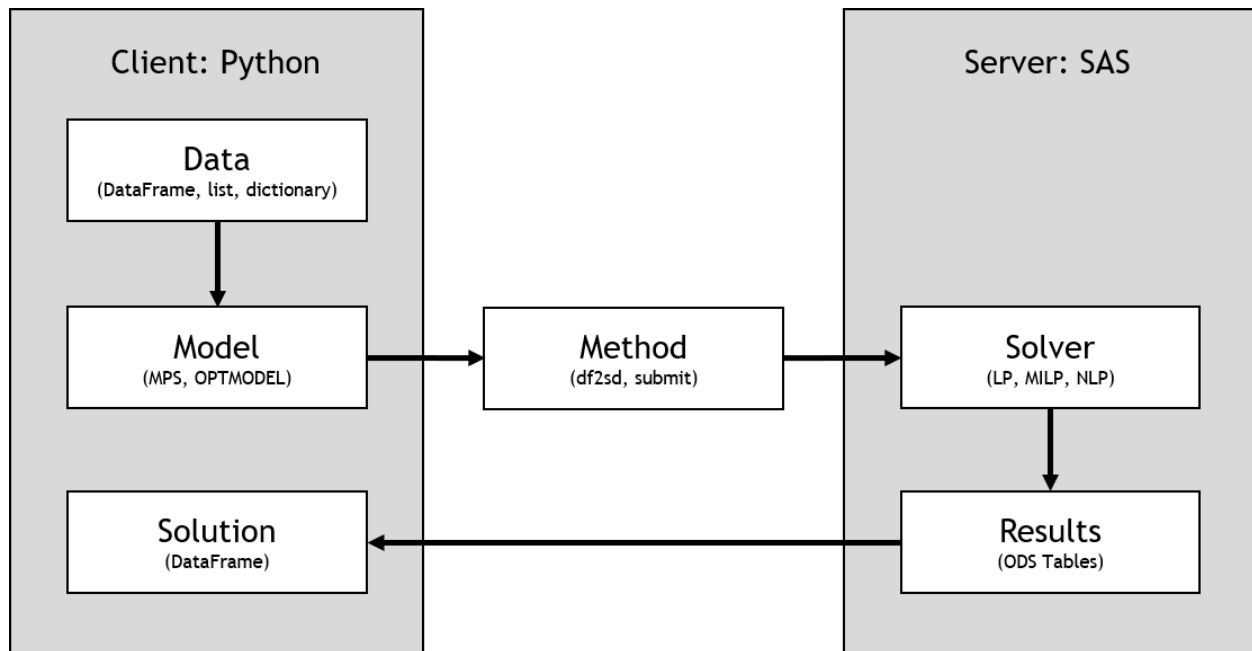 Client: Python
Data
(DataFrame, list, dictionary)
Model
(MPS, OPTMODEL)
Solution
(DataFrame)
Method
(df2sd, submit)
Server: SAS
Solver
(LP, MILP, NLP)
Results
(ODS Tables)